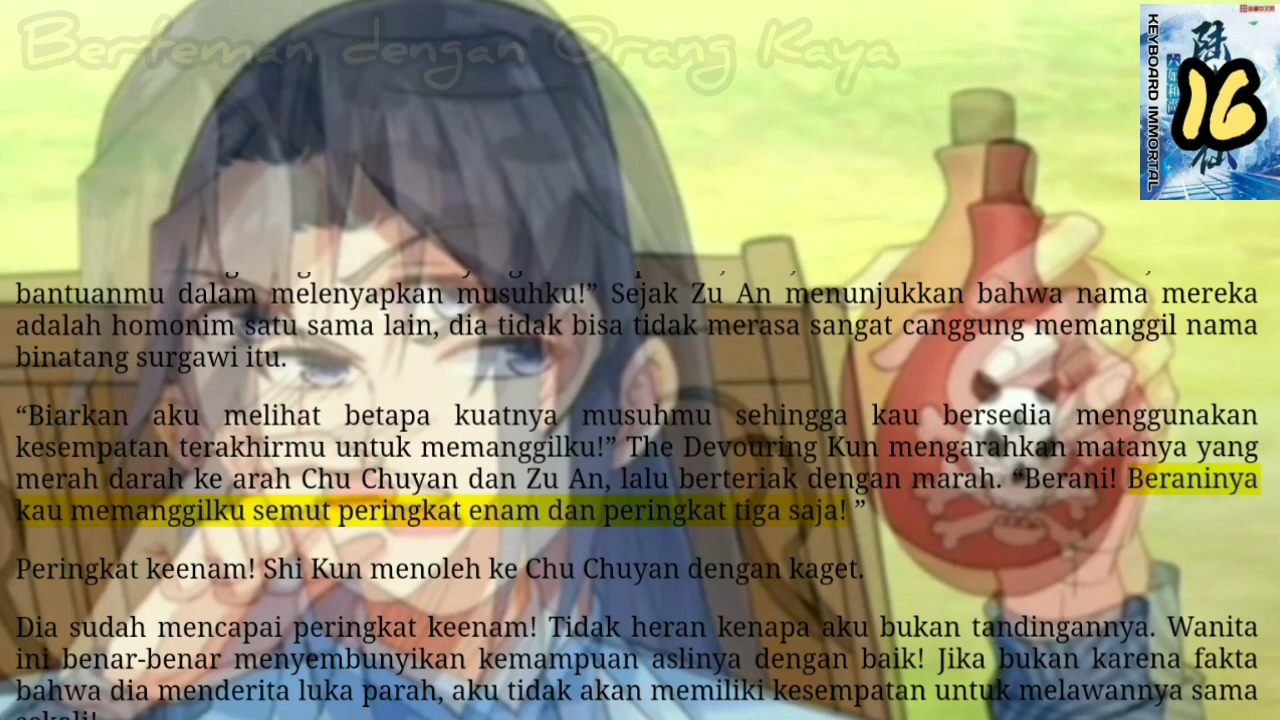 Berteman dengan Orang Kaya
KEYBOARD IMMORTAL
16
bantuanmu dalam melenyapkan musuhku!” Sejak Zu An menunjukkan bahwa nama mereka
adalah homonim satu sama lain, dia tidak bisa tidak merasa sangat canggung memanggil nama
binatang surgawi itu.
“Biarkan aku melihat betapa kuatnya musuhmu sehingga kau bersedia menggunakan
kesempatan terakhirmu untuk memanggilku!” The Devouring Kun mengarahkan matanya yang
merah darah ke arah Chu Chuyan dan Zu An, lalu berteriak dengan marah. “Berani! Beraninya
kau memanggilku semut peringkat enam dan peringkat tiga saja! ”
Peringkat keenam! Shi Kun menoleh ke Chu Chuyan dengan kaget.
Dia sudah mencapai peringkat keenam! Tidak heran kenapa aku bukan tandingannya. Wanita
ini benar-benar menyembunyikan kemampuan aslinya dengan baik! Jika bukan karena fakta
bahwa dia menderita luka parah, aku tidak akan memiliki kesempatan untuk melawannya sama